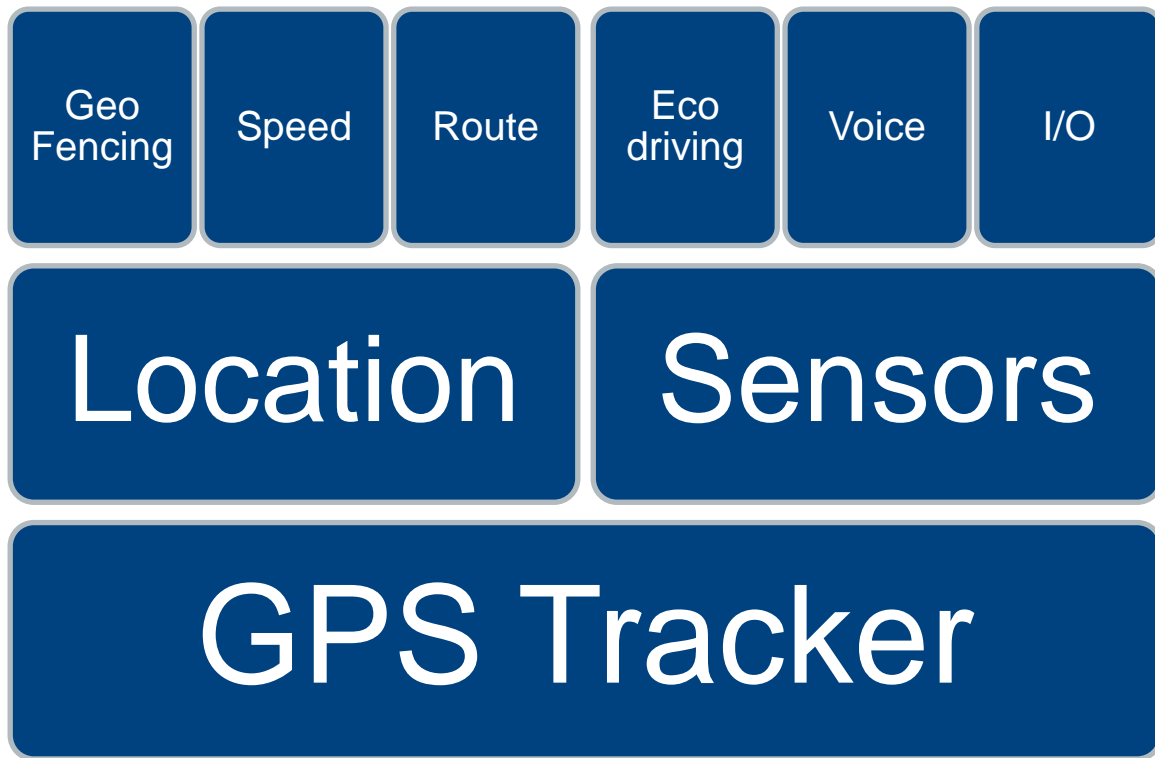 Geo
Fencing
Speed
Route
Eco
driving
Voice
I/O
Location
Sensors
GPS Tracker